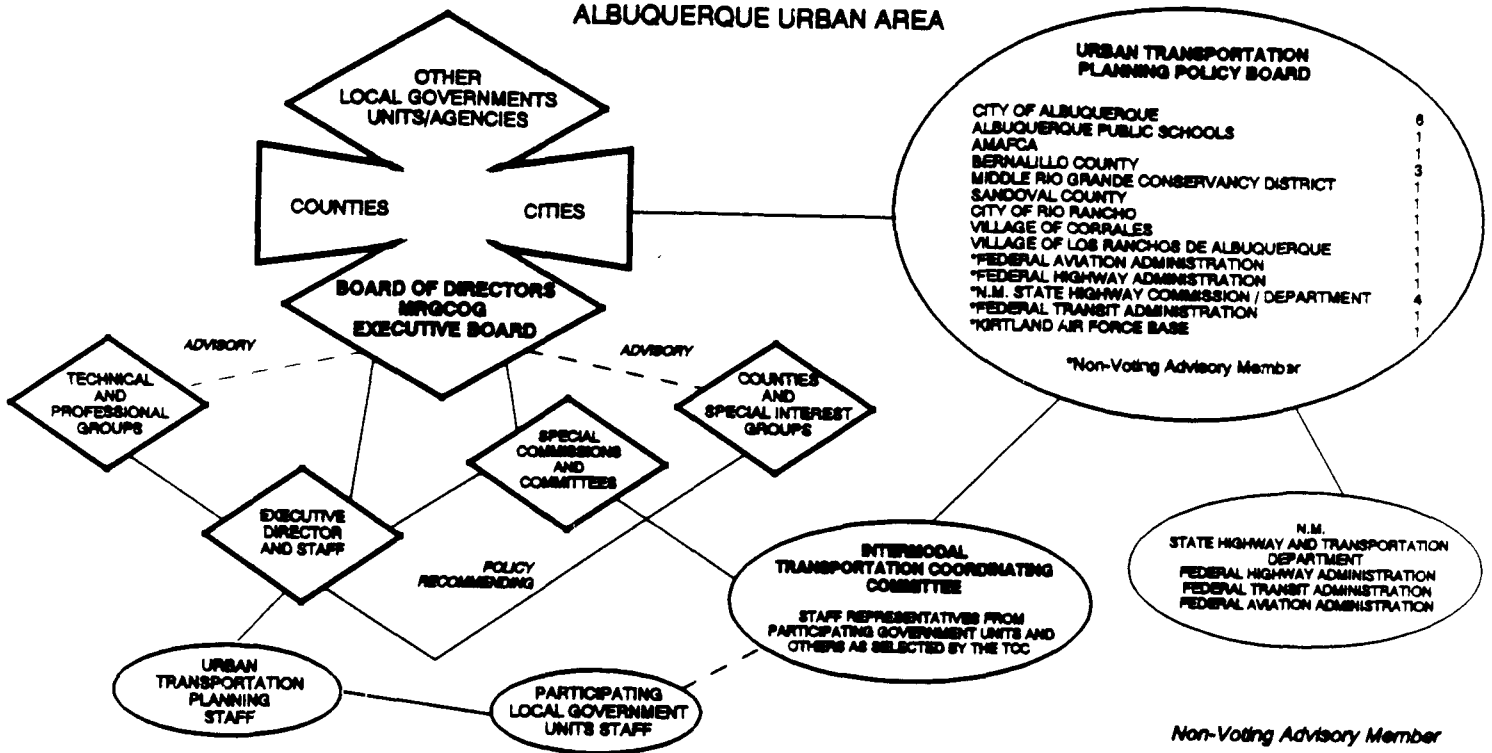 ALBUQUERQUE URBAN AREA
OTHER
LOCAL GOVERNMENTS
UNITS/AGENCIES
COUNTIES
CITIES
BOARD OF DIRECTORS
MRGCOG
EXECUTIVE BOARD
ADVISORY
ADVISORY
TECHNICAL
AND
PROFESSIONAL
GROUPS
COUNTIES
AND
SPECIAL INTEREST
GROUPS
SPECIAL
COMMISSIONS
AND
COMMITTEES
EXECUTIVE
DIRECTOR
AND STAFF
POLICY
RECOMMENDING
URBAN
TRANSPORTATION
PLANNING
STAFF
PARTICIPATING
LOCAL GOVERNMENT
UNITS STAFF
URBAN TRANSPORTATION
PLANNING POLICY BOARD
CITY OF ALBUQUERQUE 6
ALBUQUERQUE PUBLIC SCHOOLS 1
AMAFCA 1
BERNALILLO COUNTY 3
MIDDLE RIO GRANDE CONSERVANCY DISTRICT 1
SANDOVAL COUNTY 1
CITY OF RIO RANCHO 1
VILLAGE OF CORRALES 1
VILLAGE OF LOS RANCHOS DE ALBUQUERQUE 1
*FEDERAL AVIATION ADMINISTRATION 1
*FEDERAL HIGHWAY ADMINISTRATION 1
*N.M. STATE HIGHWAY COMMISSION / DEPARTMENT 4
*FEDERAL TRANSIT ADMINISTRATION 1
*KIRTLAND AIR FORCE BASE 1
*Non-Voting Advisory Member
INTERMODAL
TRANSPORTATION COORDINATING
COMMITTEE
STAFF REPRESENTATIVES FROM
PARTICIPATING GOVERNMENT UNITS AND
OTHERS AS SELECTED BY THE TCC
N.M.
STATE HIGHWAY AND TRANSPORTATION
DEPARTMENT
FEDERAL HIGHWAY ADMINISTRATION
FEDERAL TRANSIT ADMINISTRATION
FEDERAL AVIATION ADMINISTRATION
Non-Voting Advisory Member